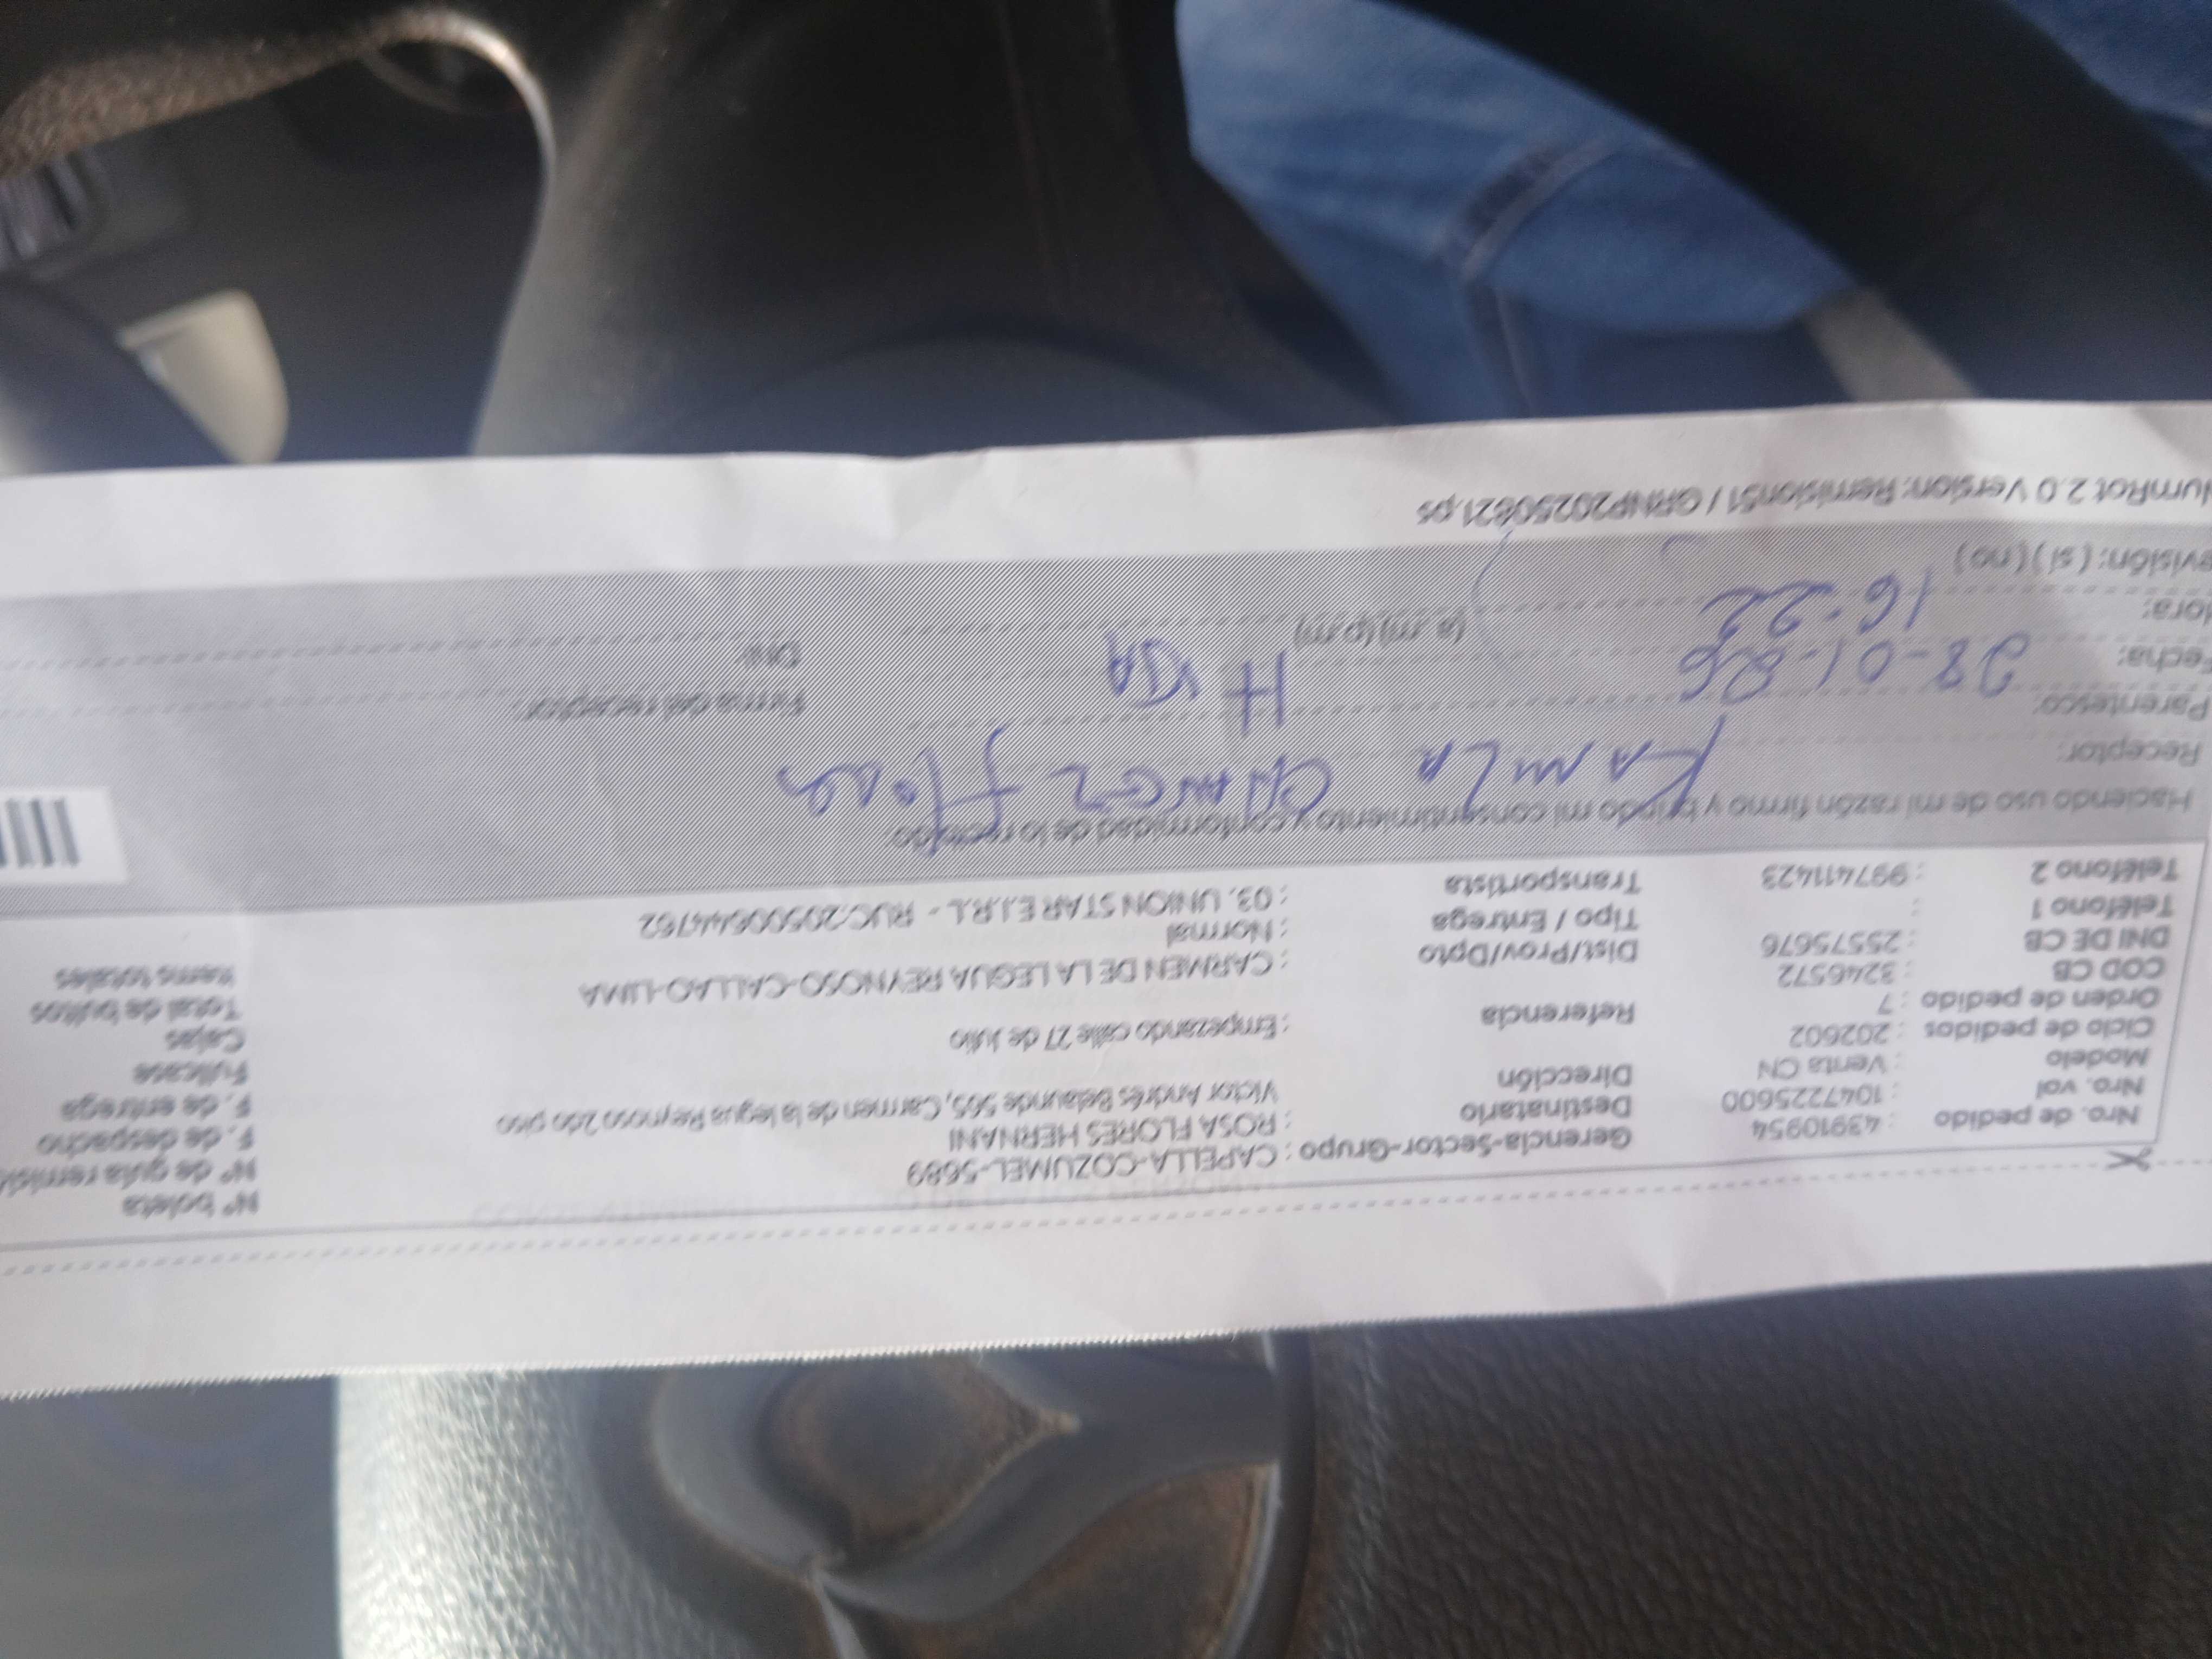 Nº boleta
Gerencia-Sector-Grupo : CAPELLA-COZUMEL-5689
Nro. de pedido : 43910954
Destinatario : ROSA FLORES HERNANI
Nº de guía
Nro. vol : 1047225600
Dirección Victor Andrés Belaunde 565, Carmen de la legua Reynoso 2do piso
F. de despacho
Modelo : Venta CN
F. de entrega
Ciclo de pedidos : 202602
Referencia : Empezando calle 27 de Julio
Fullcase
Orden de pedido : 7
Cajas
COD CB : 3246572
Dist/Prov/Dpto : CARMEN DE LA LEGUA REYNOSO-CALLAO-LIMA
Total de bultos
DNI DE CB : 25575676
Tipo / Entrega : Normal
Items totales
Teléfono 1 :
Transportista : 03. UNION STAR E.I.R.L - RUC:20500644762
Teléfono 2 : 997411423
Haciendo uso de mi razón firmo y brindo mi consentimiento y conformidad de lo recibido.
Receptor: Kamila Flores
Parentesco: H
Firma del receptor:
Fecha: 28-01-26
DNI:
Hora: 16-22 (a.m)(p.m)
(si) (no)
2.0 Version: Remision51 / GRNP20250821.ps